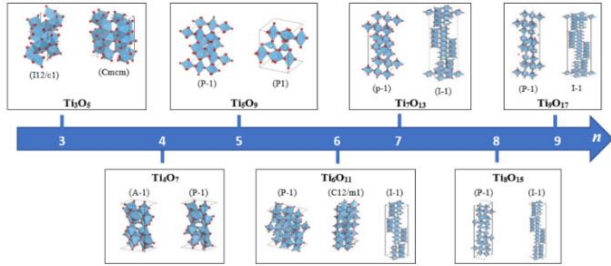 (I12/c1) (Cmcm)
Ti3O5
(P-1) (P1)
Ti5O9
(p-1) (I-1)
Ti7O13
(P-1) I-1
Ti9O17
3 4 5 6 7 8 9 n
Ti4O7
(A-1) (P-1)
Ti6O11
(P-1) (C12/m1) (I-1)
Ti8O15
(P-1) (I-1)